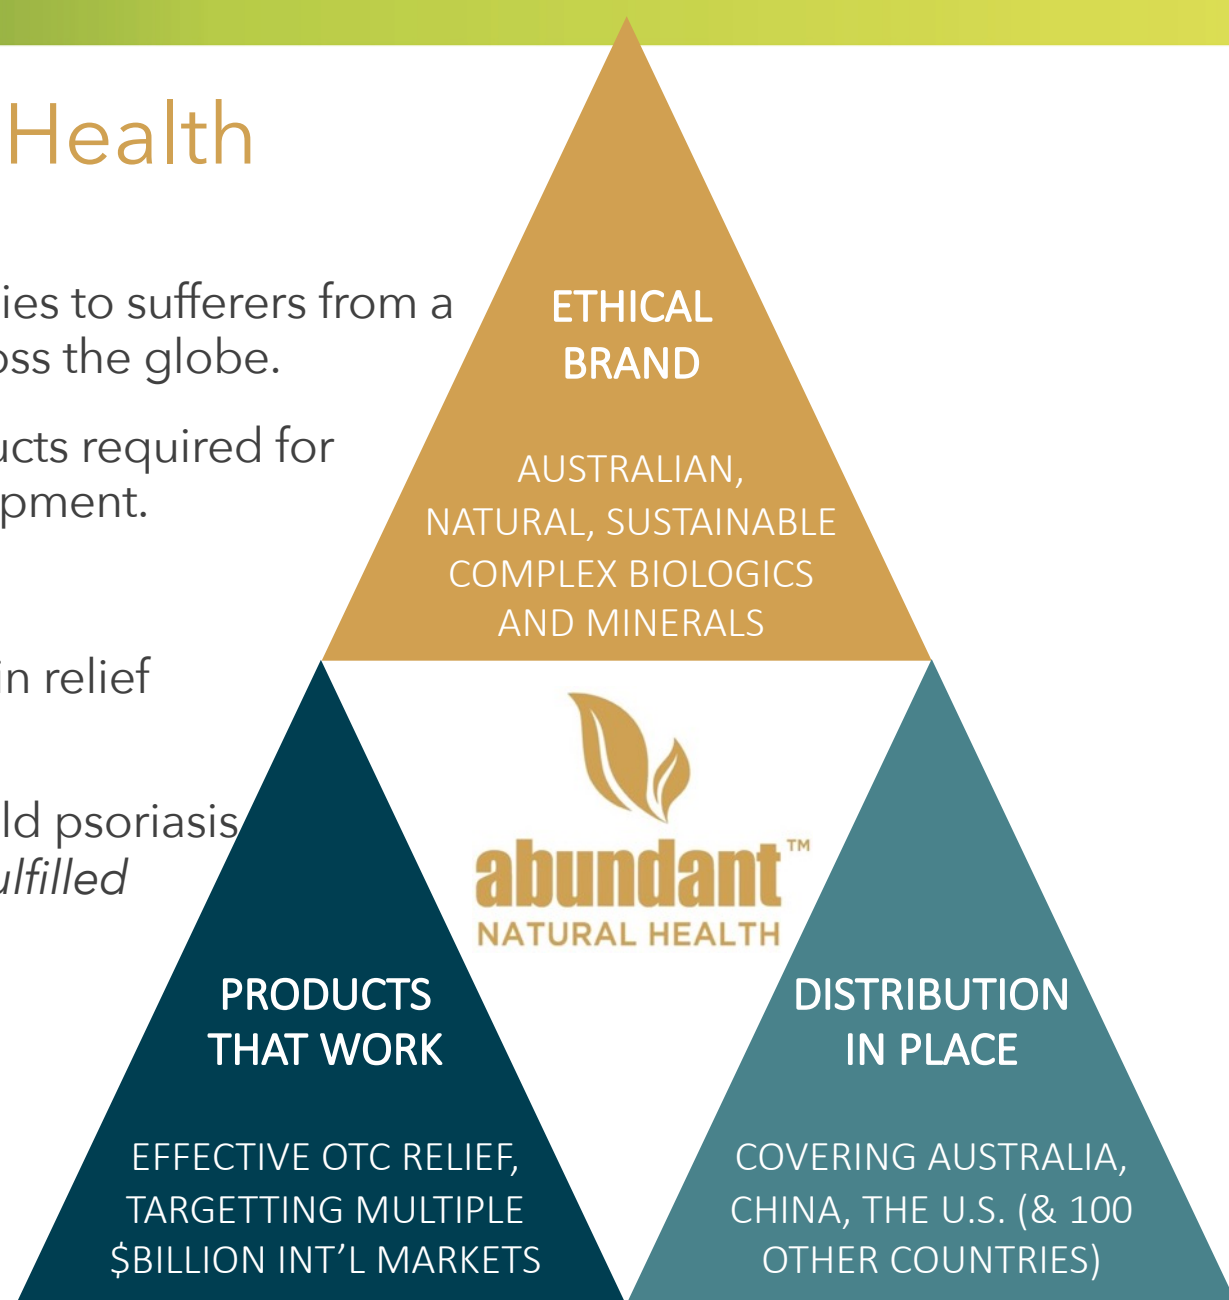 Health
ies to sufferers from a
oss the globe.
ucts required for
pment.
in relief
ld psoriasis
ulfilled
ETHICAL
BRAND
AUSTRALIAN,
NATURAL, SUSTAINABLE
COMPLEX BIOLOGICS
AND MINERALS
abundant™
NATURAL HEALTH
PRODUCTS
THAT WORK
EFFECTIVE OTC RELIEF,
TARGETTING MULTIPLE
$BILLION INT’L MARKETS
DISTRIBUTION
IN PLACE
COVERING AUSTRALIA,
CHINA, THE U.S. (& 100
OTHER COUNTRIES)